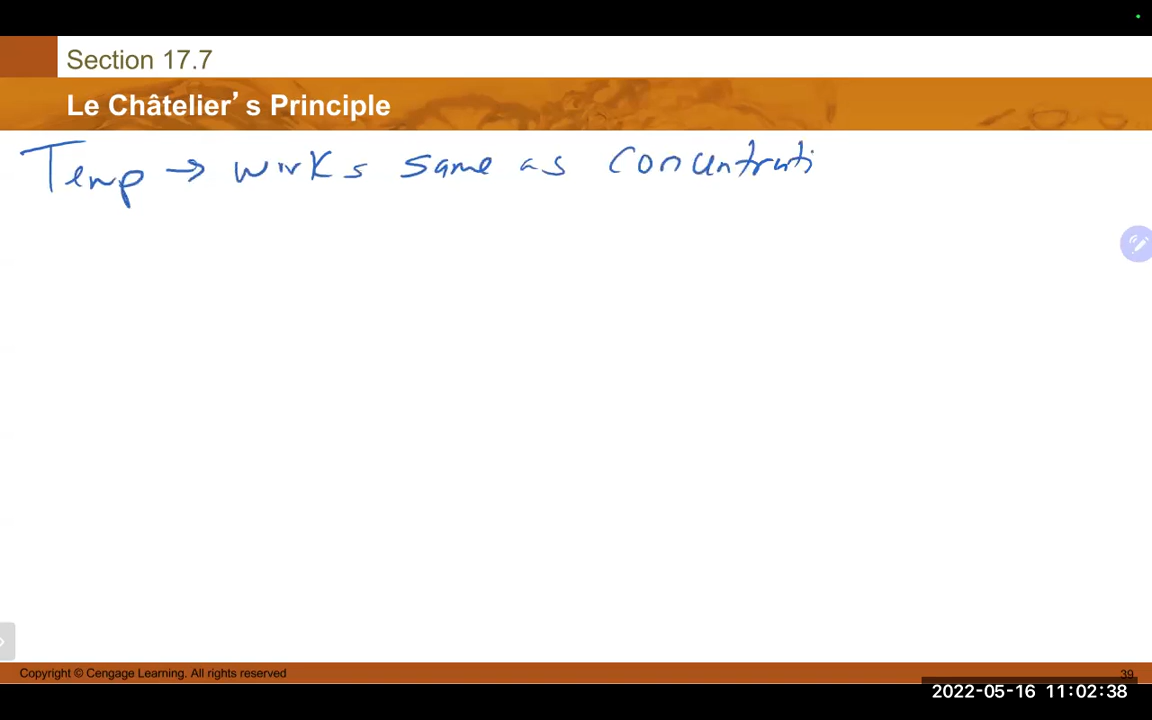 Section 17.7
Le Châtelier's Principle
Temp → works same as Concentrati
Copyright © Cengage Learning. All rights reserved
39
2022-05-16 11:02:38